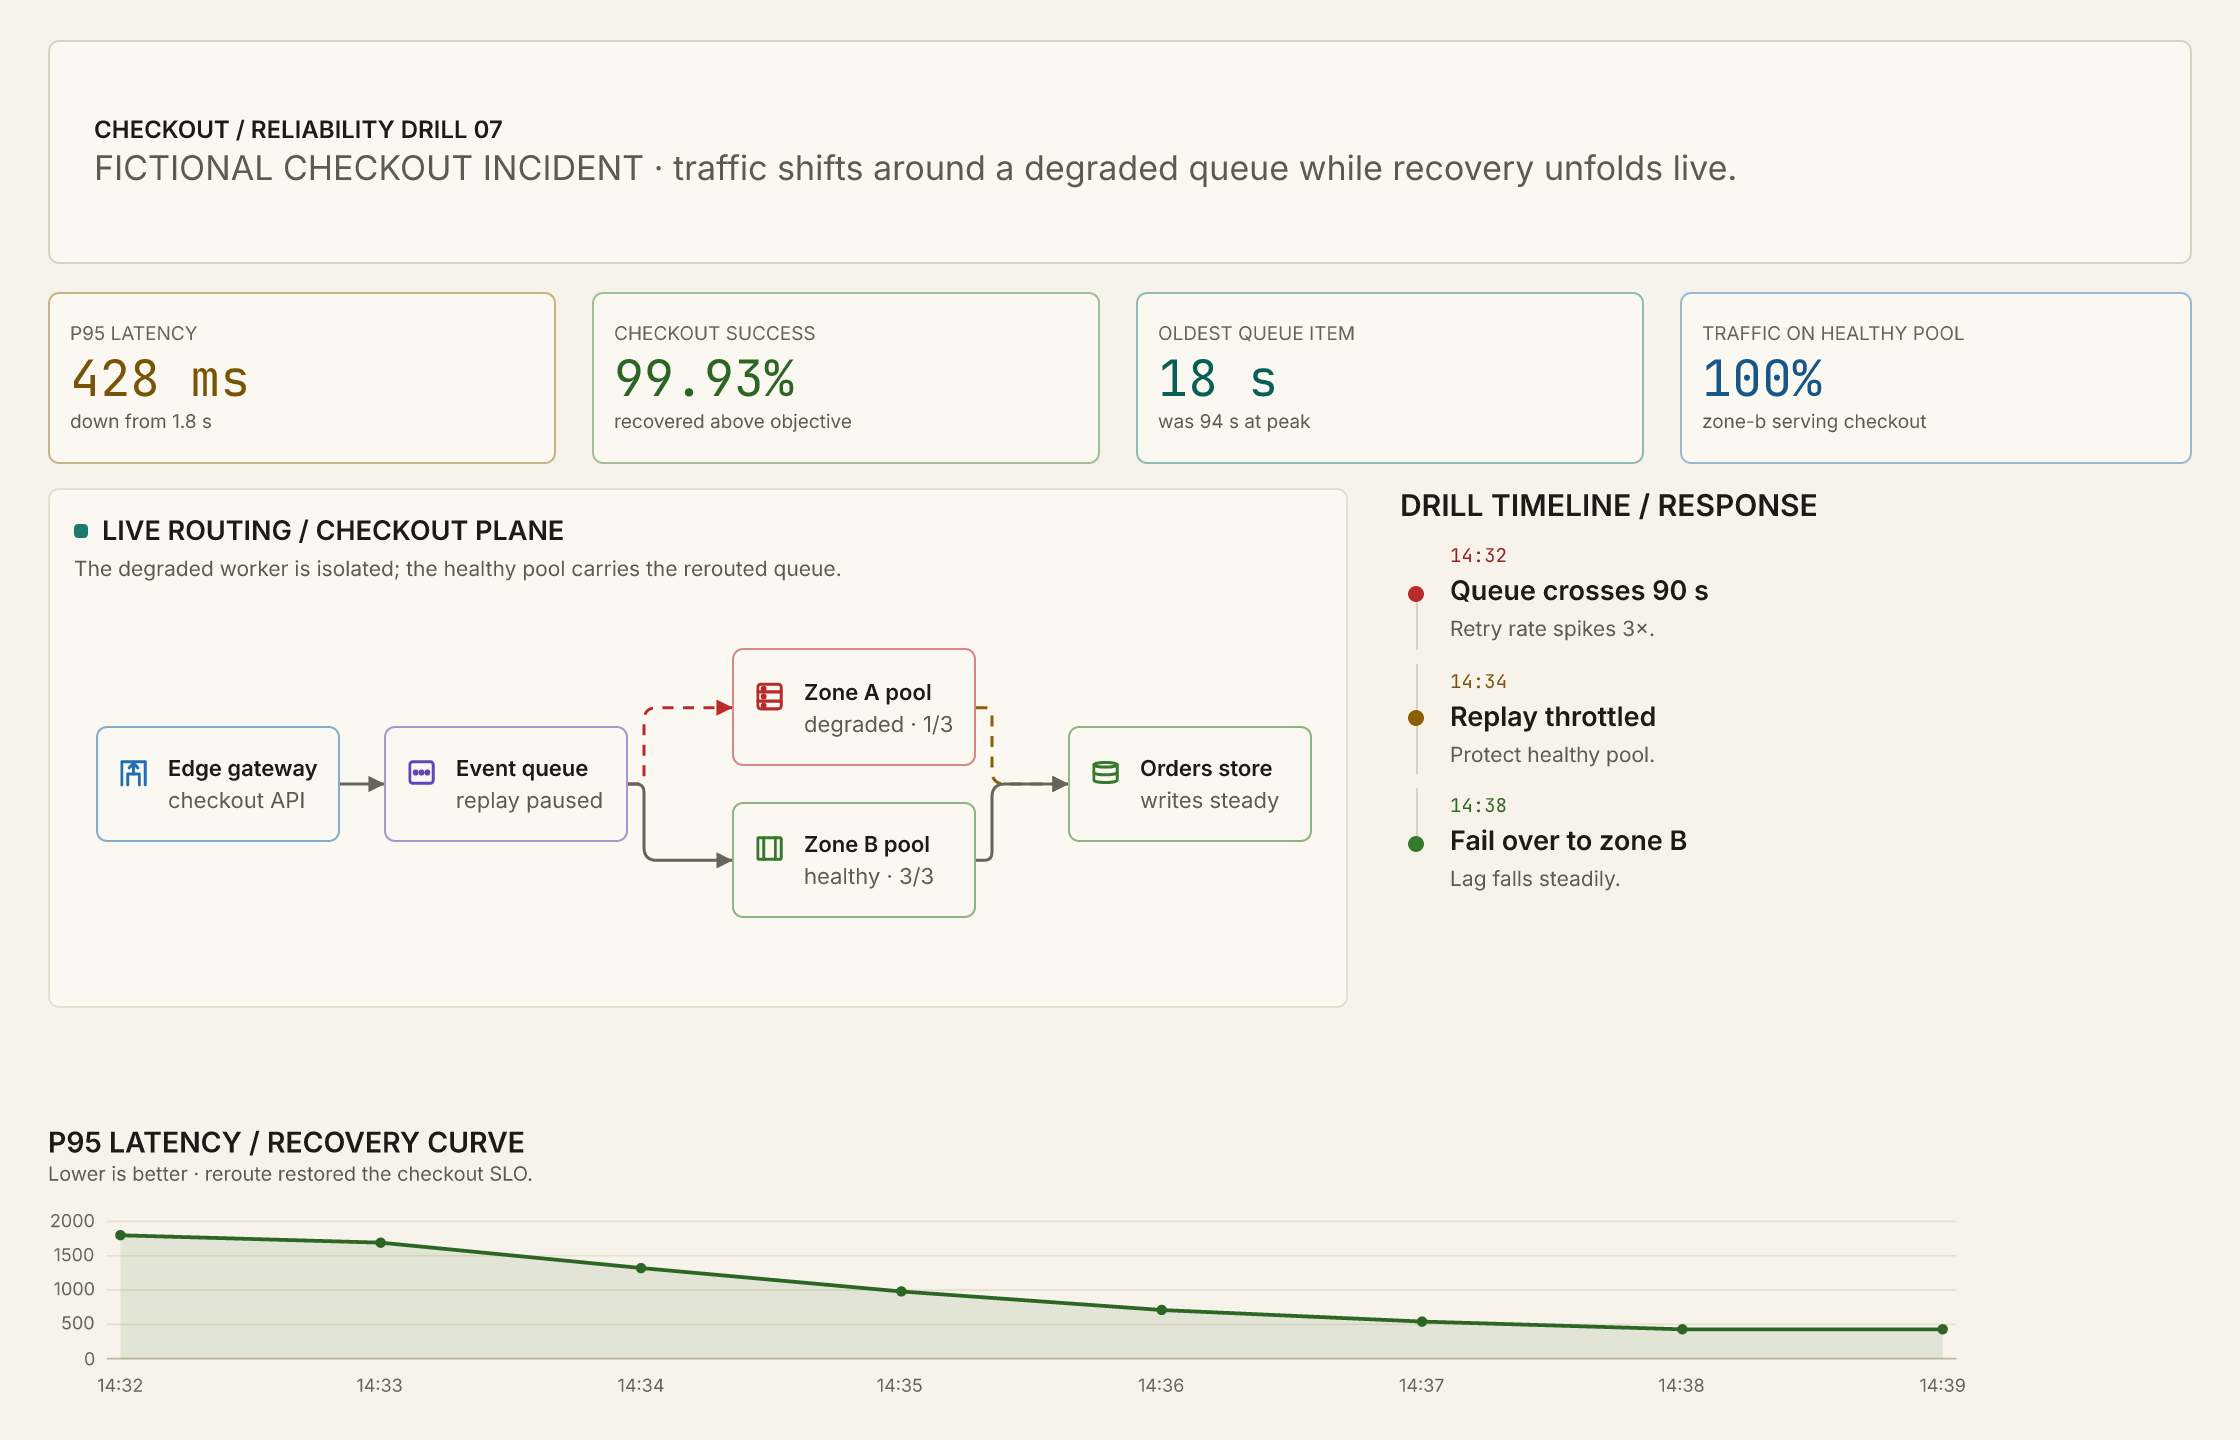 CHECKOUT / RELIABILITY DRILL 07
FICTIONAL CHECKOUT INCIDENT · traffic shifts around a degraded queue while recovery unfolds live.
P95 LATENCY
428 ms
down from 1.8 s
CHECKOUT SUCCESS
99.93%
recovered above objective
OLDEST QUEUE ITEM
18 s
was 94 s at peak
TRAFFIC ON HEALTHY POOL
100%
zone-b serving checkout
LIVE ROUTING / CHECKOUT PLANE
The degraded worker is isolated; the healthy pool carries the rerouted queue.
Edge gateway
checkout API
Event queue
replay paused
Zone A pool
degraded · 1/3
Zone B pool
healthy · 3/3
Orders store
writes steady
DRILL TIMELINE / RESPONSE
14:32
Queue crosses 90 s
Retry rate spikes 3×.
14:34
Replay throttled
Protect healthy pool.
14:38
Fail over to zone B
Lag falls steadily.
P95 LATENCY / RECOVERY CURVE
Lower is better · reroute restored the checkout SLO.
2000
1500
1000
500
0
14:32 14:33 14:34 14:35 14:36 14:37 14:38 14:39